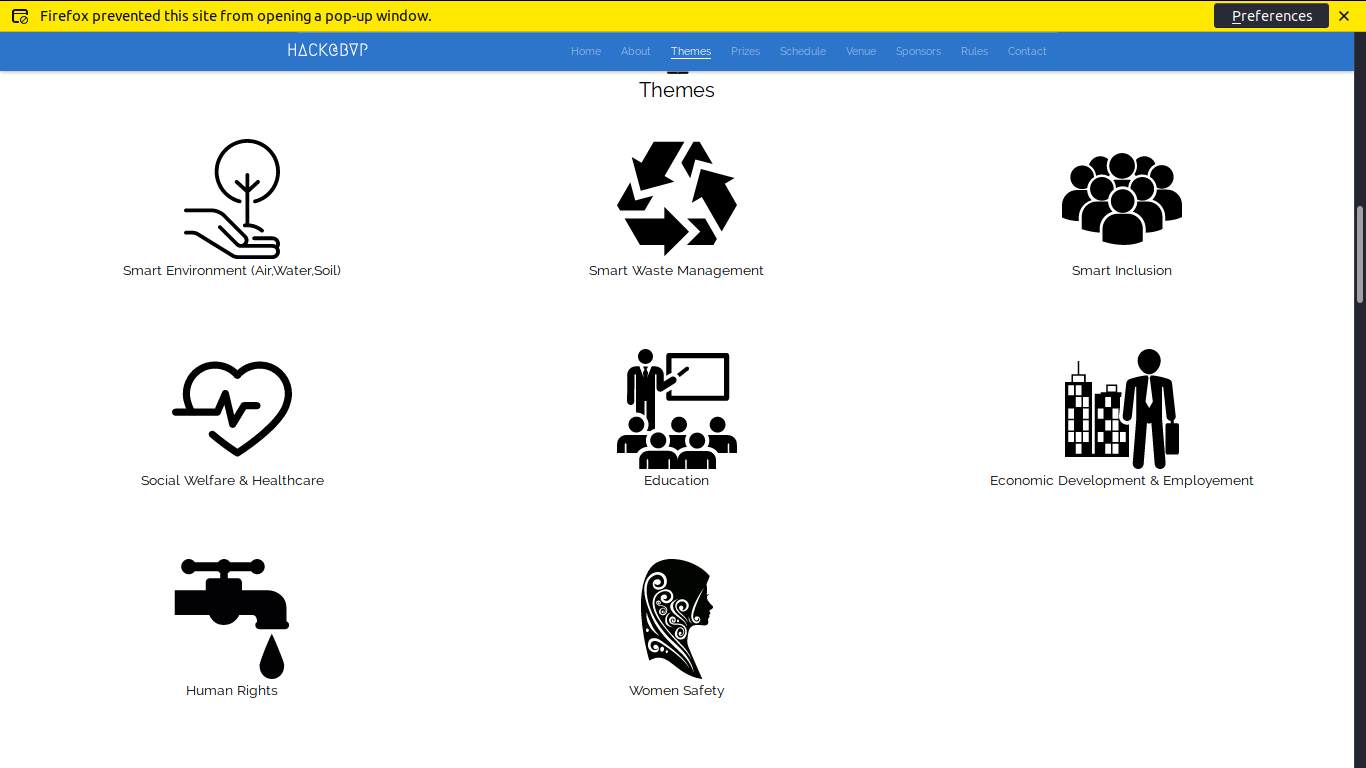 Firefox prevented this site from opening a pop-up window.
Preferences
HACK@BVP
Home About Themes Prizes Schedule Venue Sponsors Rules Contact
Themes
Smart Environment (Air,Water,Soil)
Smart Waste Management
Smart Inclusion
Social Welfare & Healthcare
Education
Economic Development & Employement
Human Rights
Women Safety